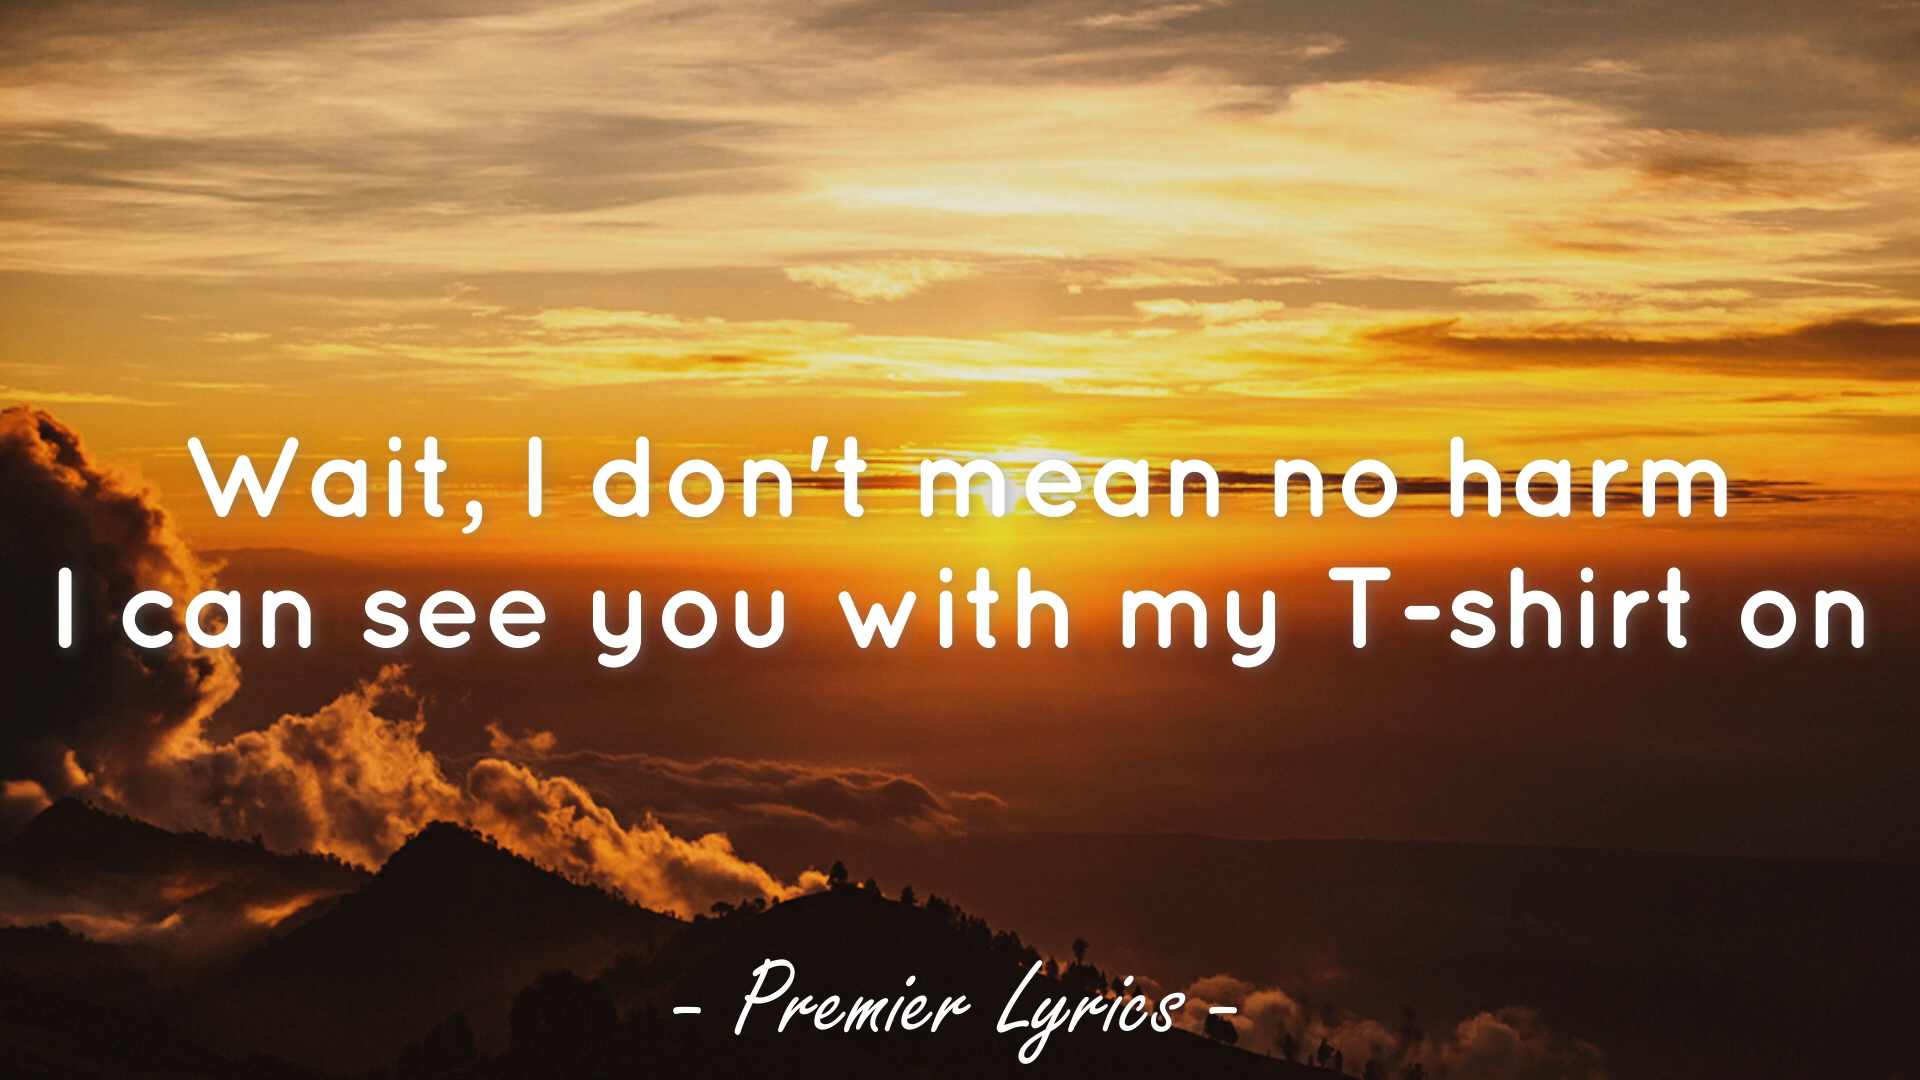 Wait, I don't mean no harm
I can see you with my T-shirt on
- Premier Lyrics -